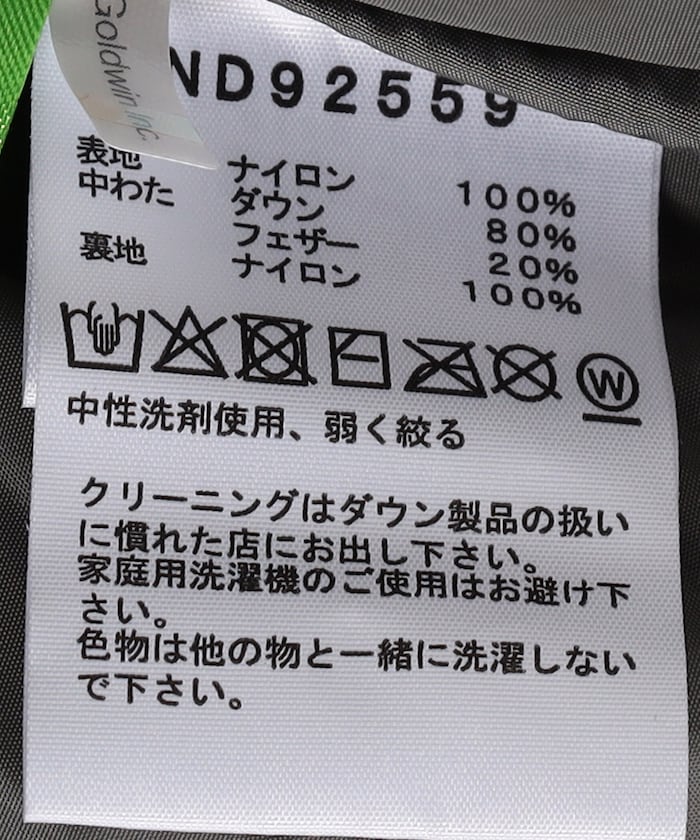 Goldwin Inc.
ND92559
表地 ナイロン 100%
中わた ダウン 80%
フェザー 20%
裏地 ナイロン 100%
W
中性洗剤使用、弱く絞る
クリーニングはダウン製品の扱い
に慣れた店にお出し下さい。
家庭用洗濯機のご使用はお避け下
さい。
色物は他の物と一緒に洗濯しない
で下さい。